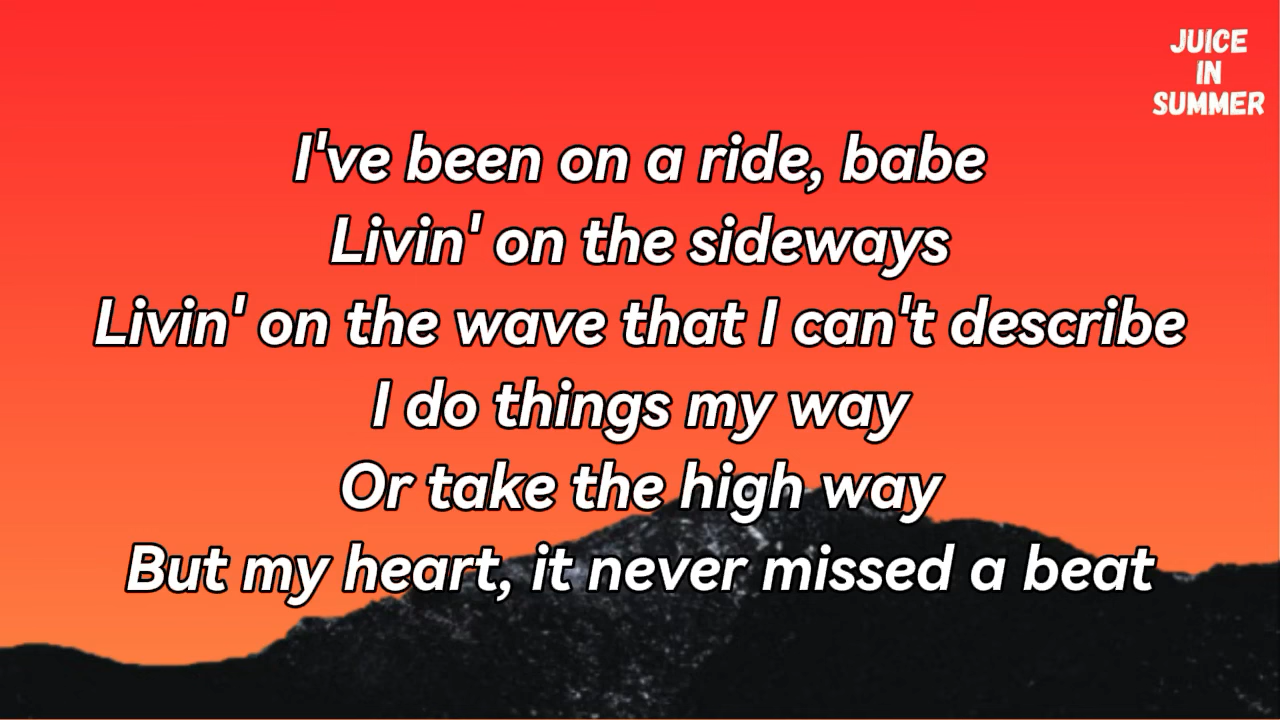 JUICE
IN
SUMMER
I've been on a ride, babe
Livin' on the sideways
Livin' on the wave that I can't describe
I do things my way
Or take the high way
But my heart, it never missed a beat